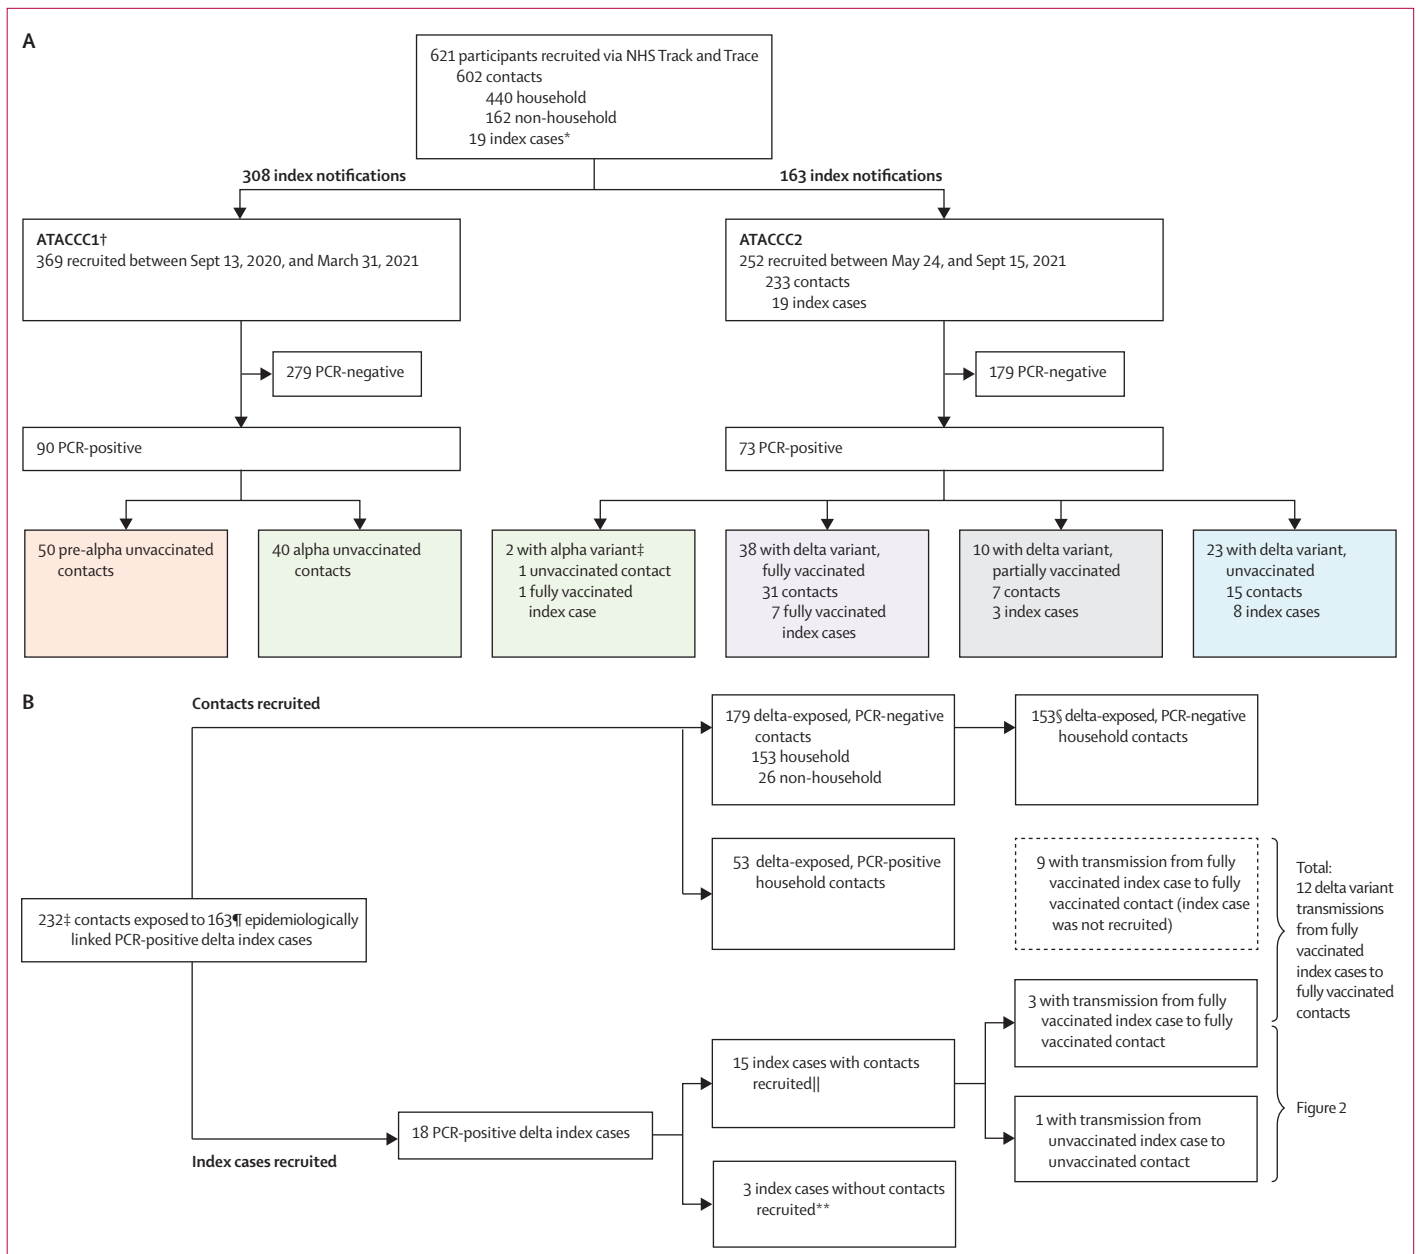 A
621 participants recruited via NHS Track and Trace
602 contacts
440 household
162 non-household
19 index cases*
308 index notifications
163 index notifications
ATACCC1†
369 recruited between Sept 13, 2020, and March 31, 2021
ATACCC2
252 recruited between May 24, and Sept 15, 2021
233 contacts
19 index cases
279 PCR-negative
179 PCR-negative
90 PCR-positive
73 PCR-positive
50 pre-alpha unvaccinated
contacts
40 alpha unvaccinated
contacts
2 with alpha variant‡
1 unvaccinated contact
1 fully vaccinated
index case
38 with delta variant,
fully vaccinated
31 contacts
7 fully vaccinated
index cases
10 with delta variant,
partially vaccinated
7 contacts
3 index cases
23 with delta variant,
unvaccinated
15 contacts
8 index cases
B
Contacts recruited
179 delta-exposed, PCR-negative
contacts
153 household
26 non-household
153§ delta-exposed, PCR-negative
household contacts
53 delta-exposed, PCR-positive
household contacts
9 with transmission from fully
vaccinated index case to fully
vaccinated contact (index case
was not recruited)
Total:
12 delta variant
transmissions
from fully
vaccinated
index cases to
fully vaccinated
contacts
232‡ contacts exposed to 163¶ epidemiologically
linked PCR-positive delta index cases
3 with transmission from fully
vaccinated index case to fully
vaccinated contact
15 index cases with contacts
recruited||
Figure 2
1 with transmission from
unvaccinated index case to
unvaccinated contact
18 PCR-positive delta index cases
Index cases recruited
3 index cases without contacts
recruited**